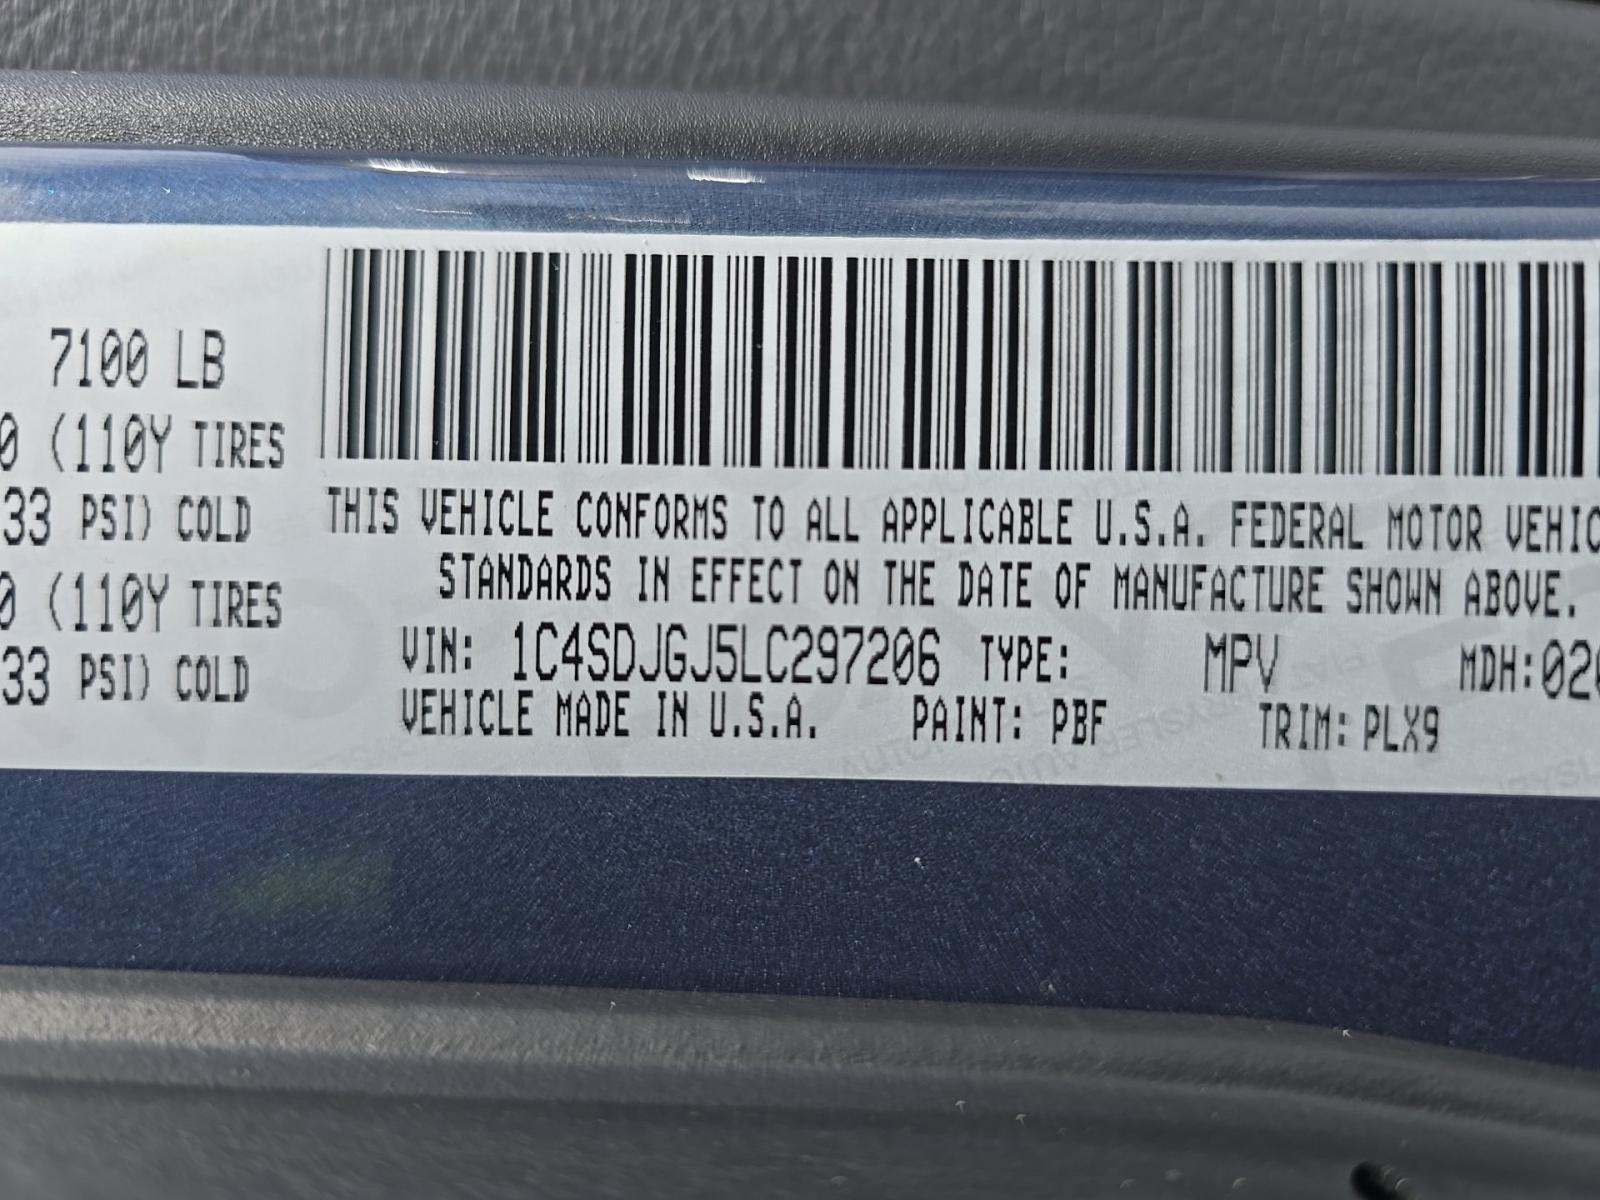 7100 LB
0 (110Y TIRES
33 PSI) COLD
0 (110Y TIRES
33 PSI) COLD
THIS VEHICLE CONFORMS TO ALL APPLICABLE U.S.A. FEDERAL MOTOR VEHIC
STANDARDS IN EFFECT ON THE DATE OF MANUFACTURE SHOWN ABOVE.
VIN: 1C4SDJGJ5LC297206 TYPE: MPV MDH:020
VEHICLE MADE IN U.S.A. PAINT: PBF TRIM: PLX9